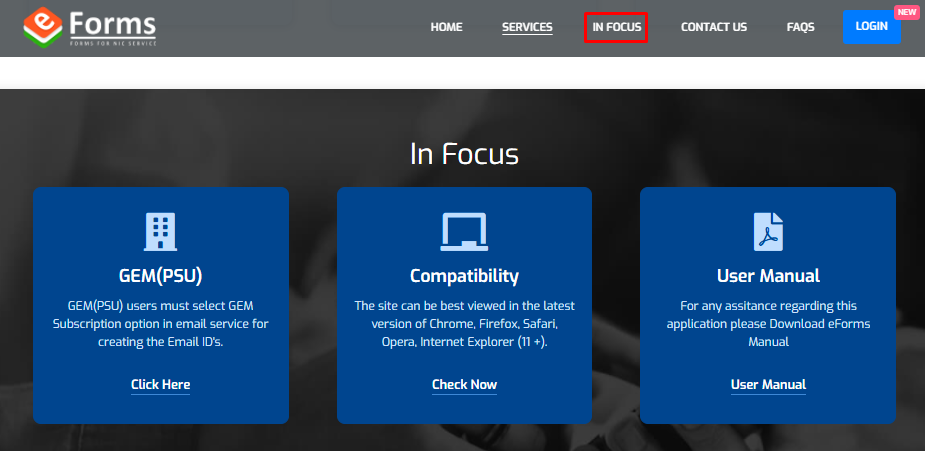 e Forms
FORMS FOR NIC SERVICE
HOME SERVICES IN FOCUS CONTACT US FAQS LOGIN NEW
In Focus
GEM(PSU)
GEM(PSU) users must select GEM
Subscription option in email service for
creating the Email ID's.
Click Here
Compatibility
The site can be best viewed in the latest
version of Chrome, Firefox, Safari,
Opera, Internet Explorer (11 +).
Check Now
User Manual
For any assitance regarding this
application please Download eForms
Manual
User Manual